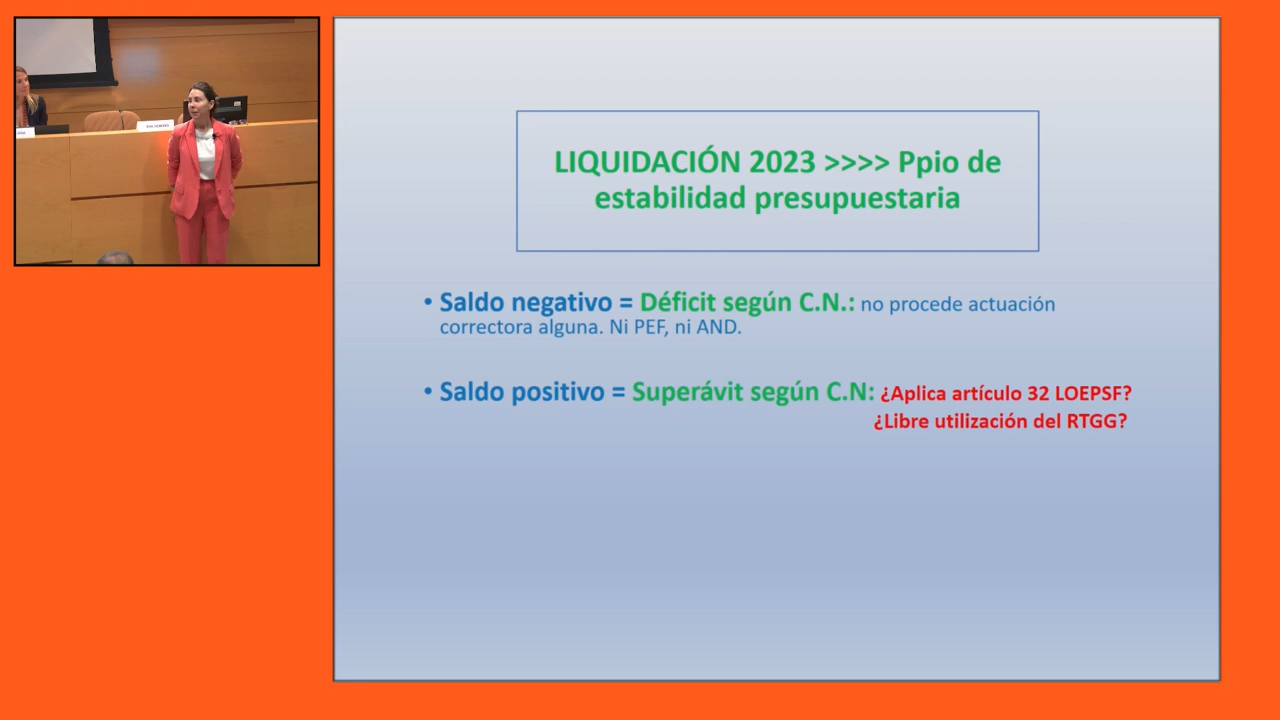 LIQUIDACIÓN 2023 >>>> Ppio de
estabilidad presupuestaria
• Saldo negativo = Déficit según C.N.: no procede actuación
correctora alguna. Ni PEF, ni AND.
• Saldo positivo = Superávit según C.N: ¿Aplica artículo 32 LOEPSF?
¿Libre utilización del RTGG?